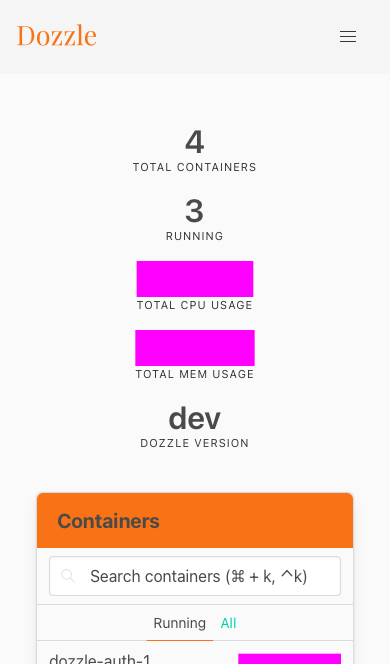 Dozzle
4
TOTAL CONTAINERS
3
RUNNING
TOTAL CPU USAGE
TOTAL MEM USAGE
dev
DOZZLE VERSION
Containers
Search containers (⌘ + k, ^k)
Running All
dozzle-auth-1